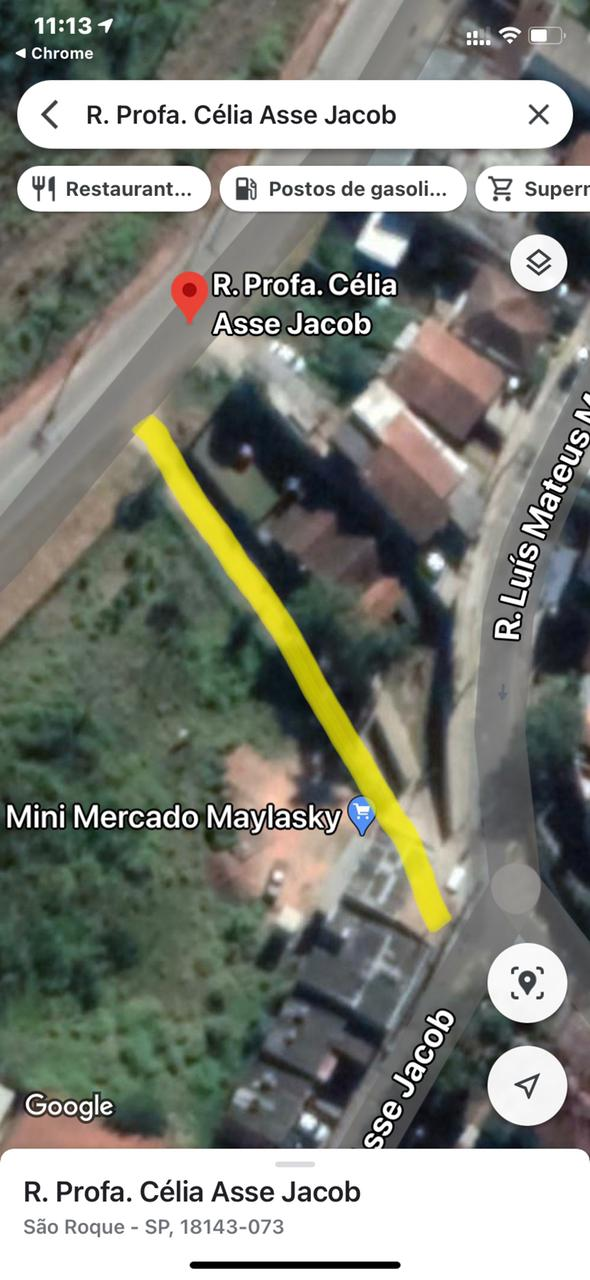 11:13
Chrome
R. Profa. Célia Asse Jacob
Restaurant...
Postos de gasoli...
Superr
R. Profa. Célia
Asse Jacob
R. Luís Mateus M
Mini Mercado Maylasky
sse Jacob
Google
R. Profa. Célia Asse Jacob
São Roque - SP, 18143-073